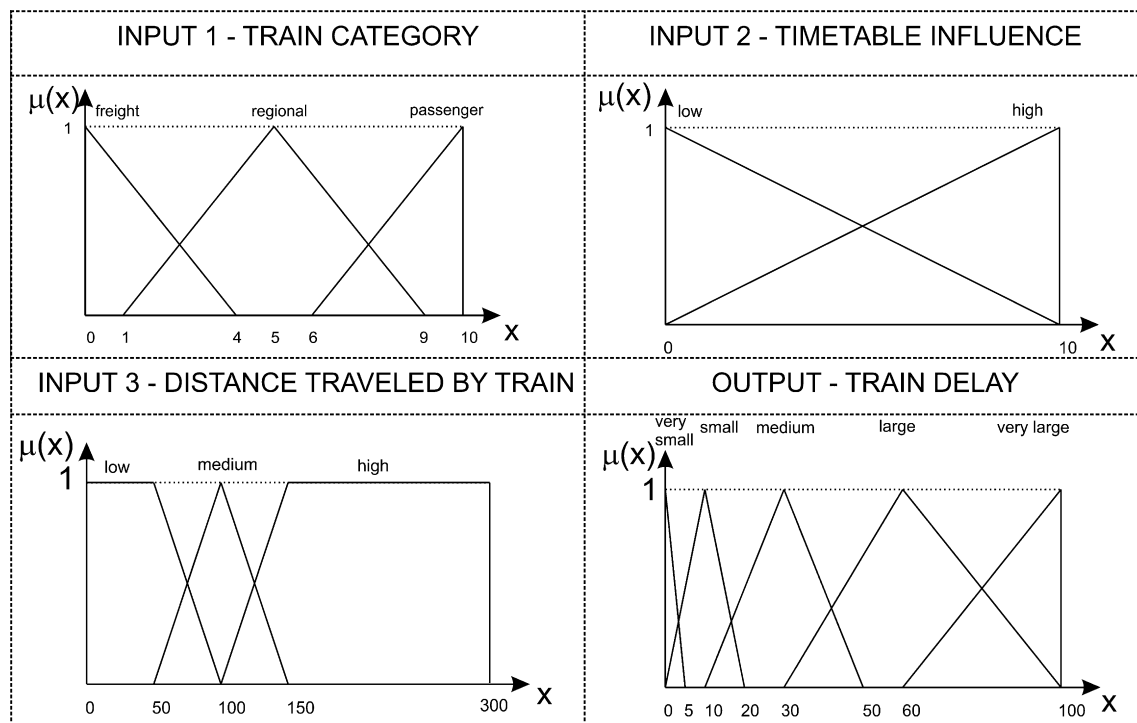 INPUT 1 - TRAIN CATEGORY
μ(x)
freight regional passenger
1
0 1 4 5 6 9 10 x
INPUT 2 - TIMETABLE INFLUENCE
μ(x)
low high
1
0 10 x
INPUT 3 - DISTANCE TRAVELED BY TRAIN
μ(x)
low medium high
1
0 50 100 150 300 x
OUTPUT - TRAIN DELAY
very
small small medium large very large
μ(x)
1
0 5 10 20 30 50 60 100 x